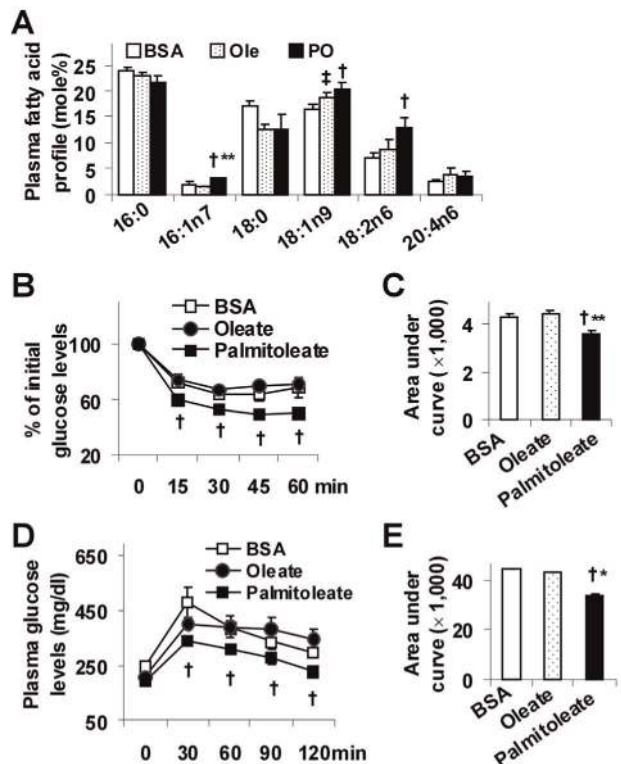 A
BSA Ole PO
Plasma fatty acid
profile (mole%)
25
20
15
10
5
0
†** ‡ † †
16:0 16:1n7 18:0 18:1n9 18:2n6 20:4n6
B
BSA
Oleate
Palmitoleate
% of initial
glucose levels
100
60
20
† † † †
0 15 30 45 60 min
C
Area under
curve (×1,000)
4
2
0
†**
BSA Oleate Palmitoleate
D
BSA
Oleate
Palmitoleate
Plasma glucose
levels (mg/dl)
650
450
250
50
† † † †
0 30 60 90 120min
E
Area under
curve (×1,000)
40
20
0
†*
BSA Oleate Palmitoleate